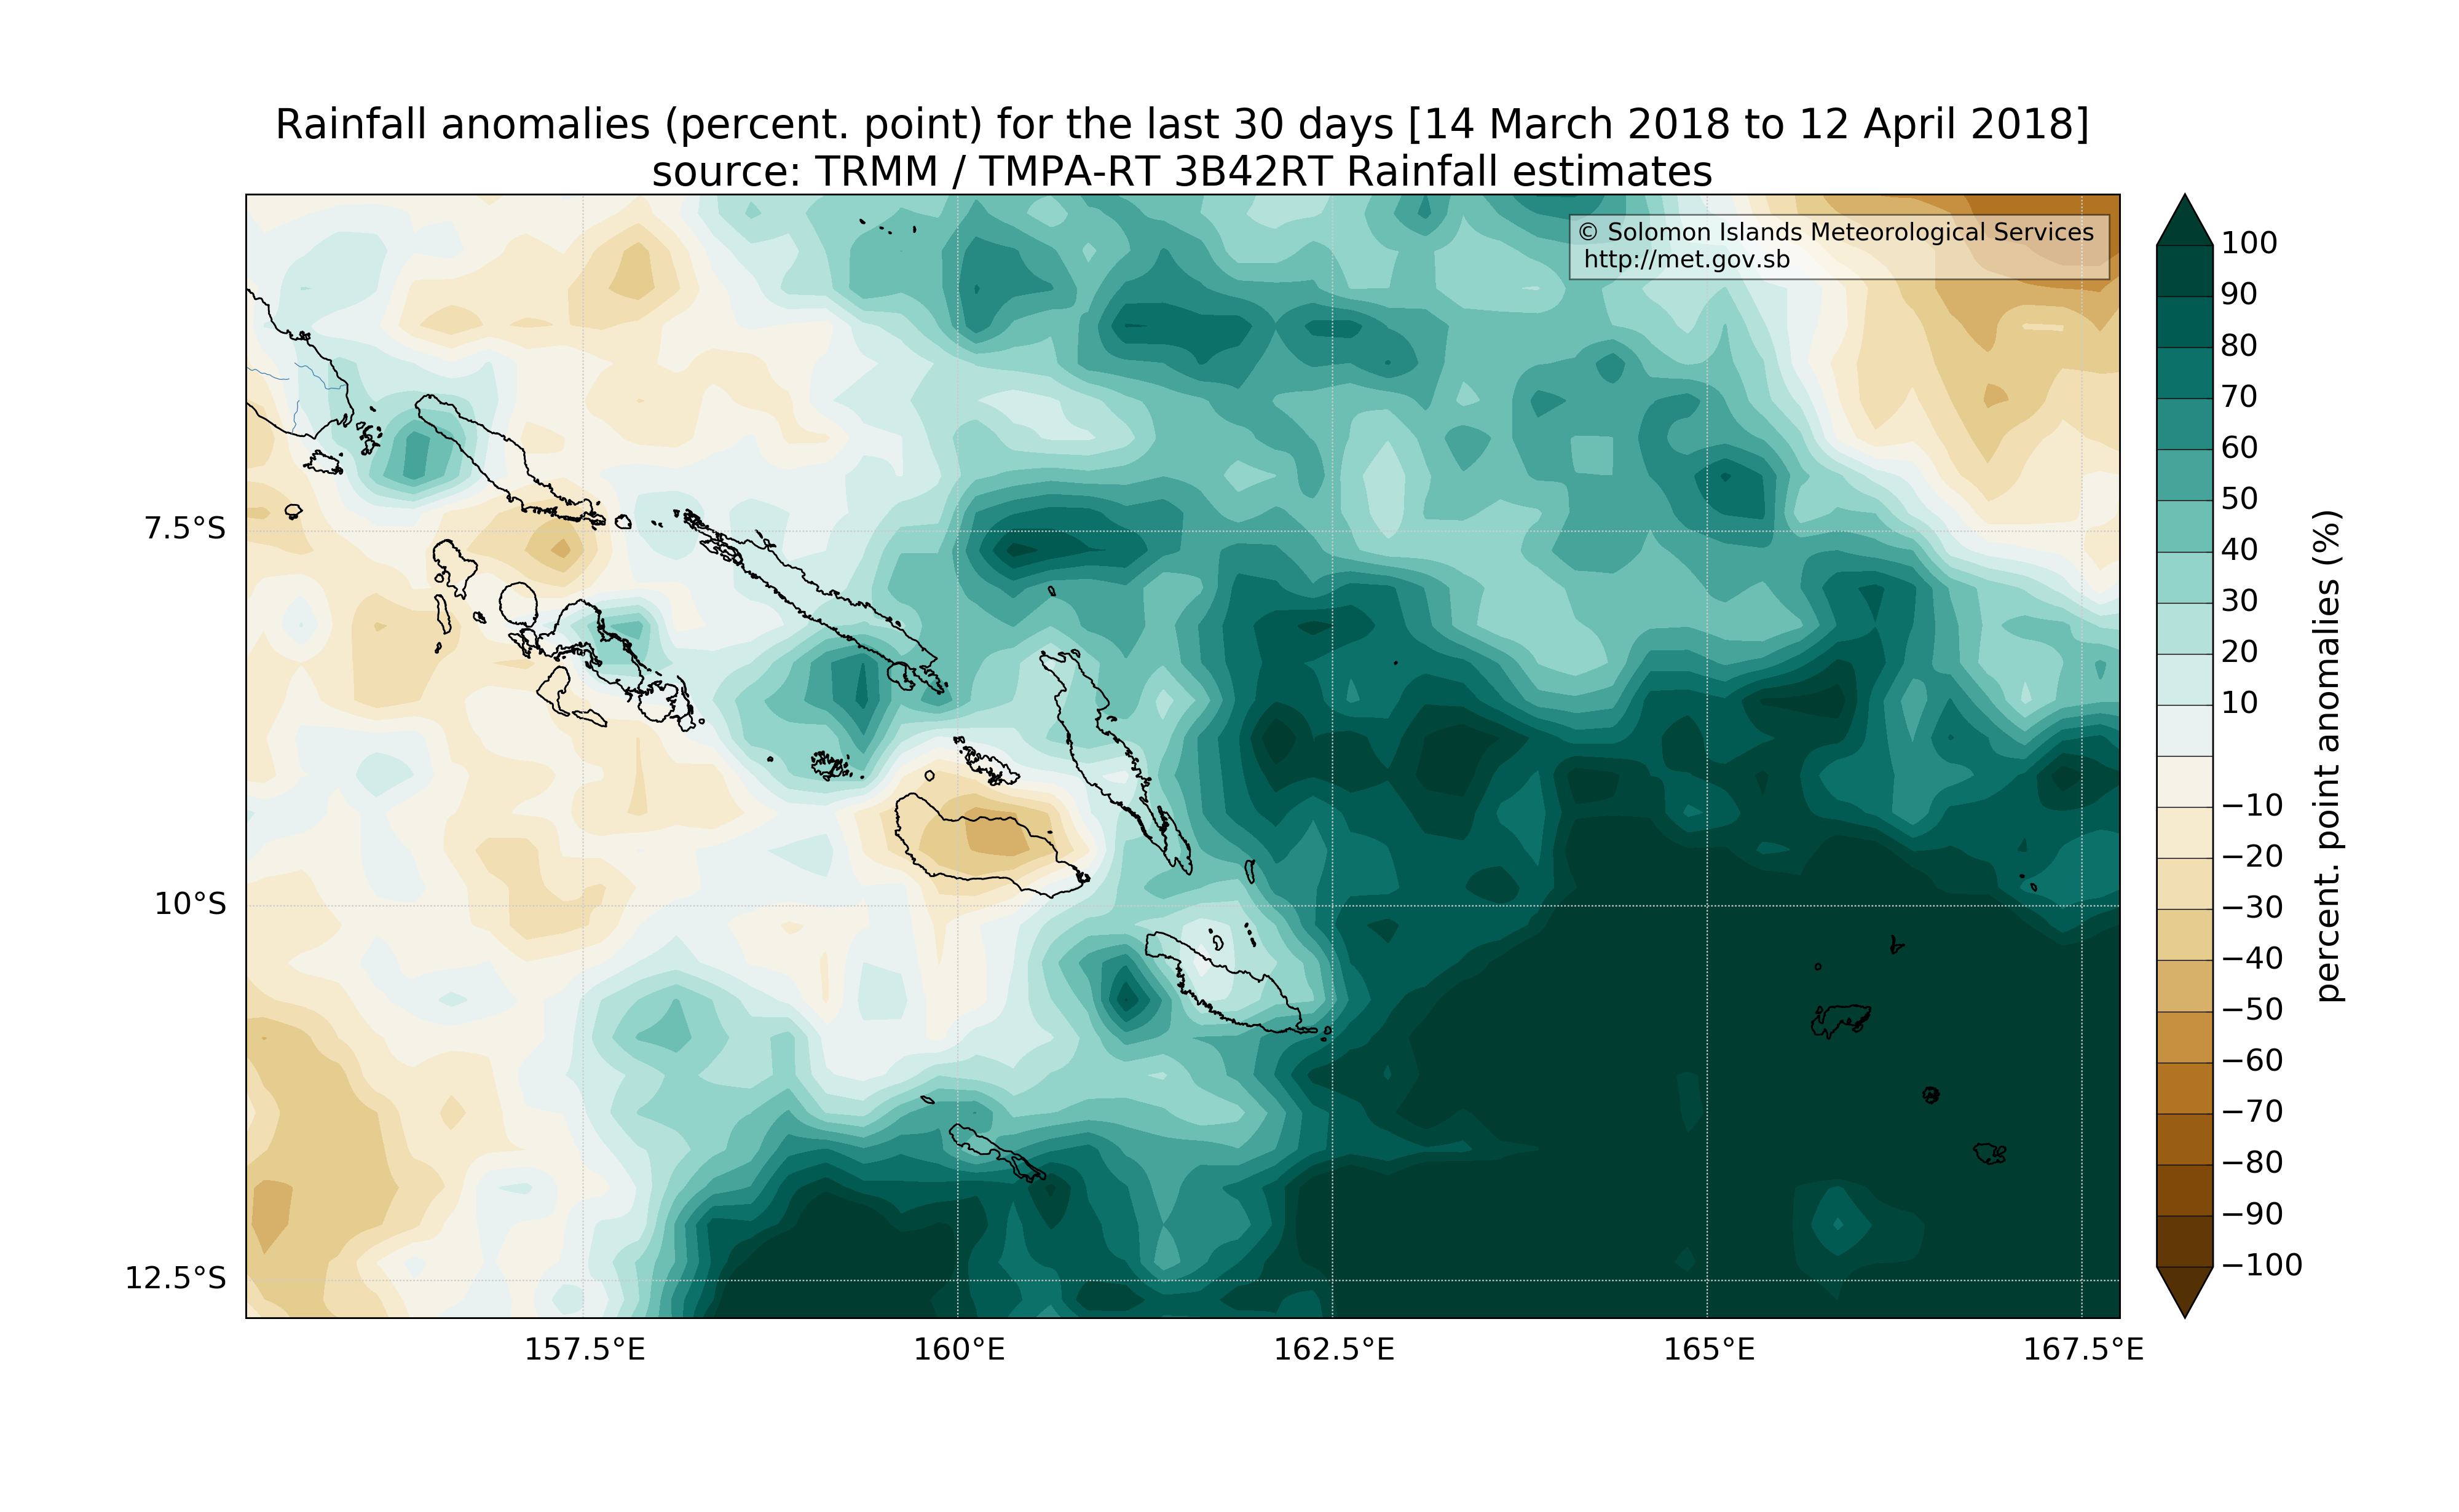 Rainfall anomalies (percent. point) for the last 30 days [14 March 2018 to 12 April 2018]
source: TRMM / TMPA-RT 3B42RT Rainfall estimates
© Solomon Islands Meteorological Services
http://met.gov.sb
7.5°S
10°S
12.5°S
157.5°E
160°E
162.5°E
165°E
167.5°E
100
90
80
70
60
50
40
30
20
10
−10
−20
−30
−40
−50
−60
−70
−80
−90
−100
percent. point anomalies (%)